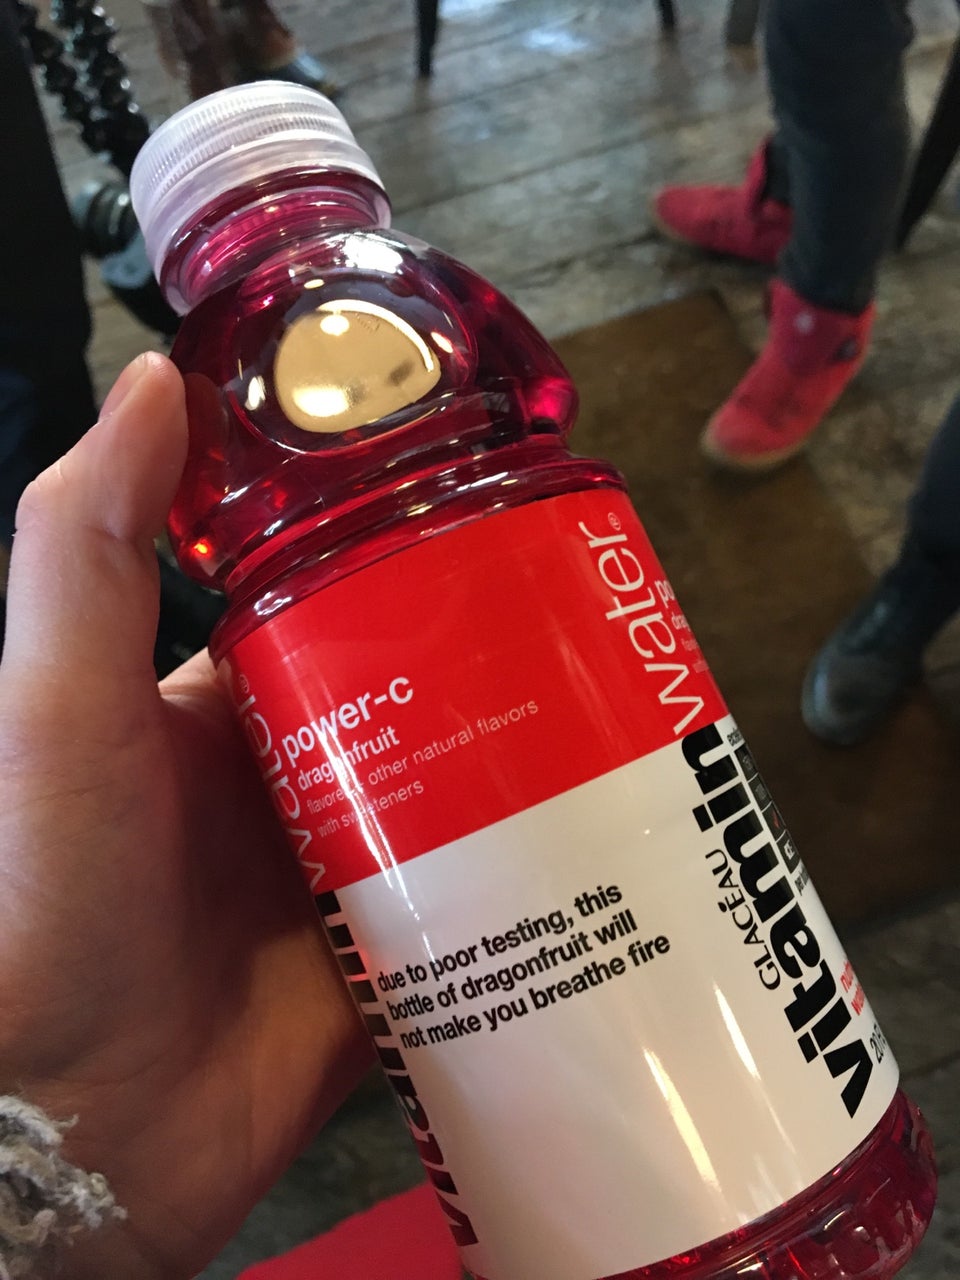 water®
power-c
dragonfruit
flavored + other natural flavors
with sweeteners
due to poor testing, this
bottle of dragonfruit will
not make you breathe fire
water®
GLACÉAU
vitamin